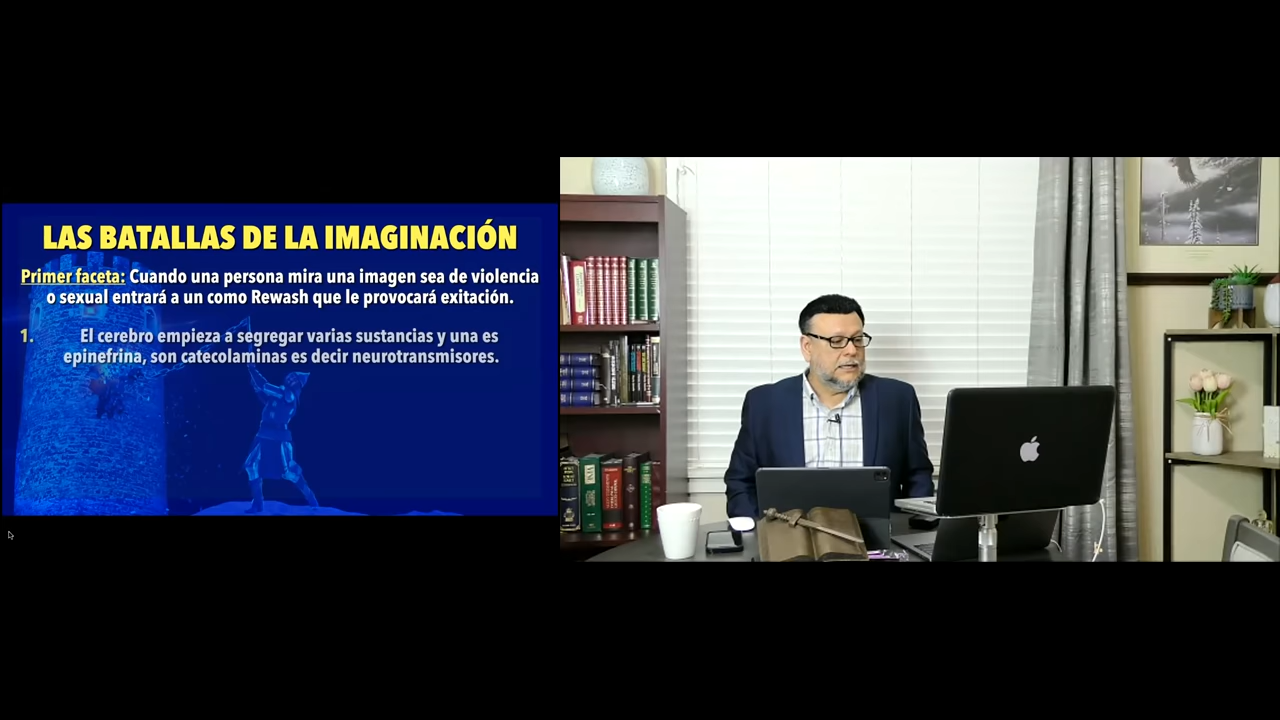 LAS BATALLAS DE LA IMAGINACIÓN
Primer faceta: Cuando una persona mira una imagen sea de violencia
o sexual entrará a un como Rewash que le provocará exitación.
1. El cerebro empieza a segregar varias sustancias y una es
epinefrina, son catecolaminas es decir neurotransmisores.